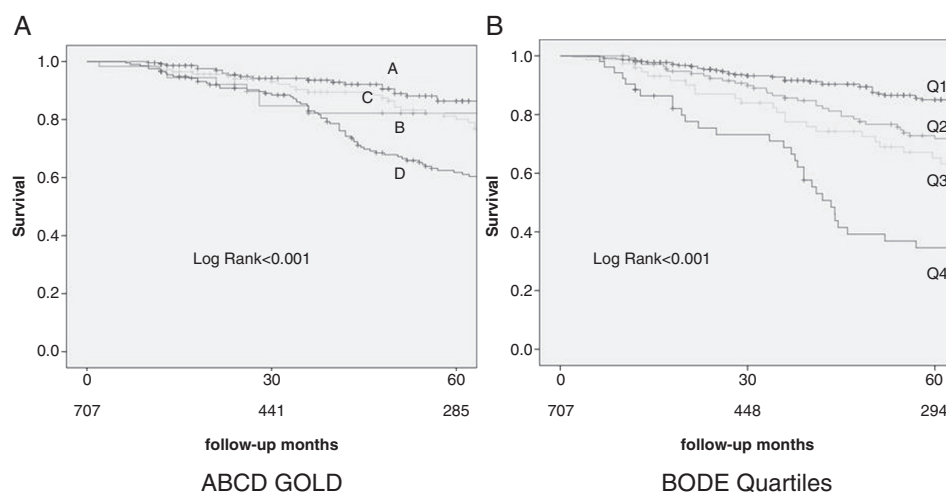 A
1.0
0.8
0.6
0.4
0.2
0.0
Survival
A
C
B
D
Log Rank<0.001
0
30
60
707
441
285
follow-up months
ABCD GOLD
B
1.0
0.8
0.6
0.4
0.2
0.0
Survival
Q1
Q2
Q3
Q4
Log Rank<0.001
0
30
60
707
448
294
follow-up months
BODE Quartiles